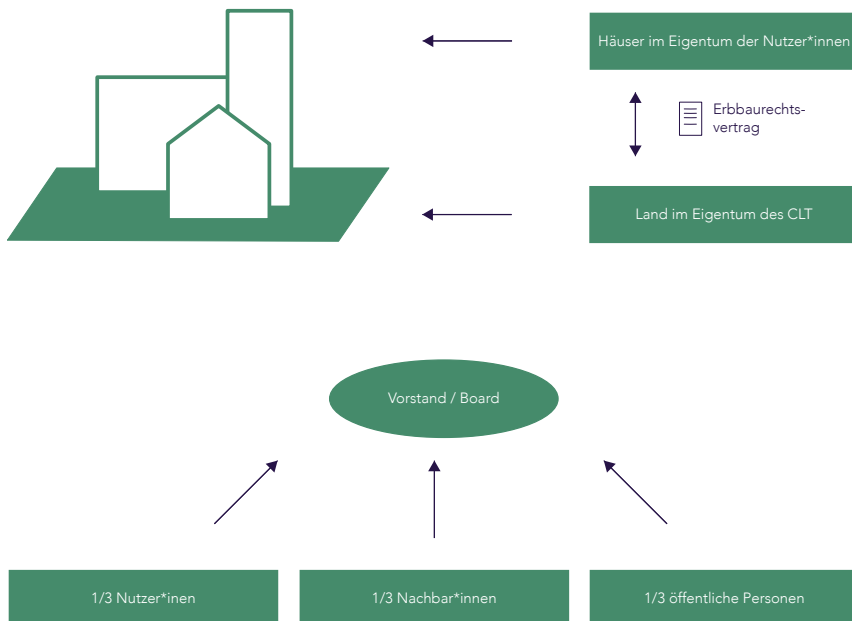 Häuser im Eigentum der Nutzer*innen
Erbbaurechts-
vertrag
Land im Eigentum des CLT
Vorstand / Board
1/3 Nutzer*inen
1/3 Nachbar*innen
1/3 öffentliche Personen